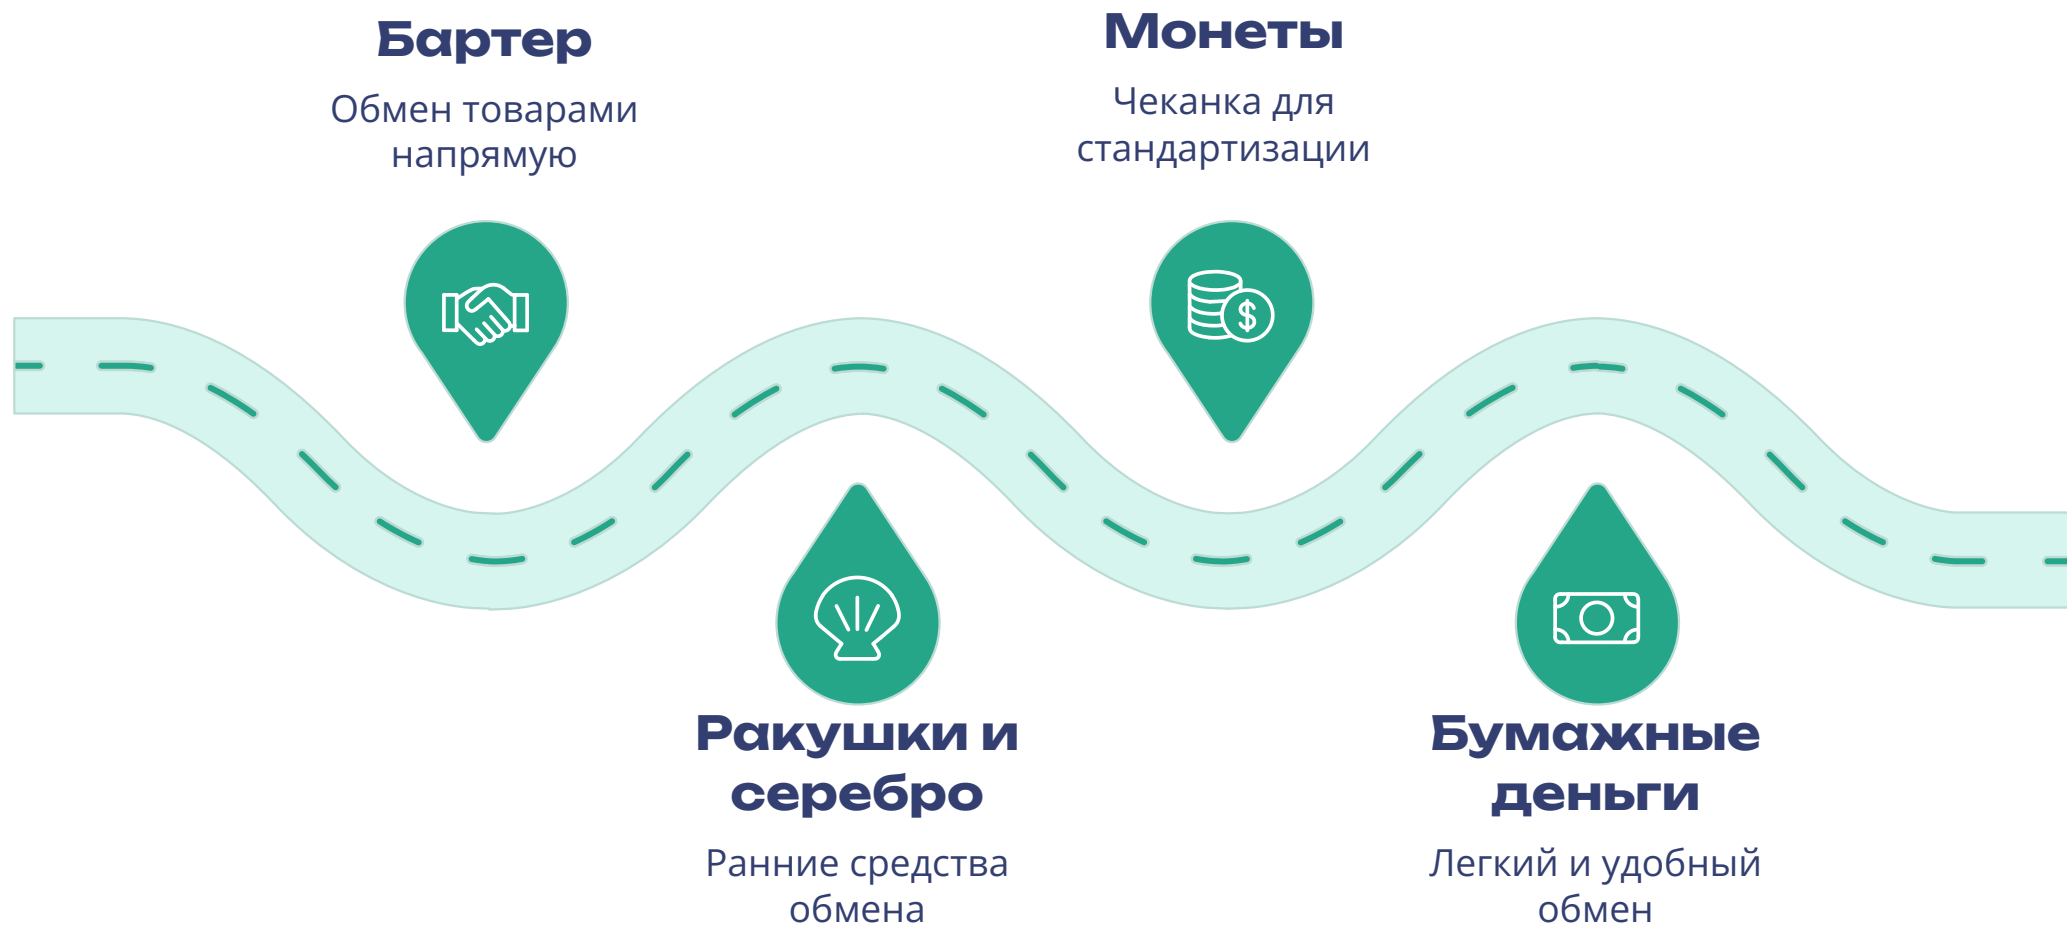 Бартер
Обмен товарами
напрямую
Ракушки и
серебро
Ранние средства
обмена
Монеты
Чеканка для
стандартизации
$
Бумажные
деньги
Легкий и удобный
обмен